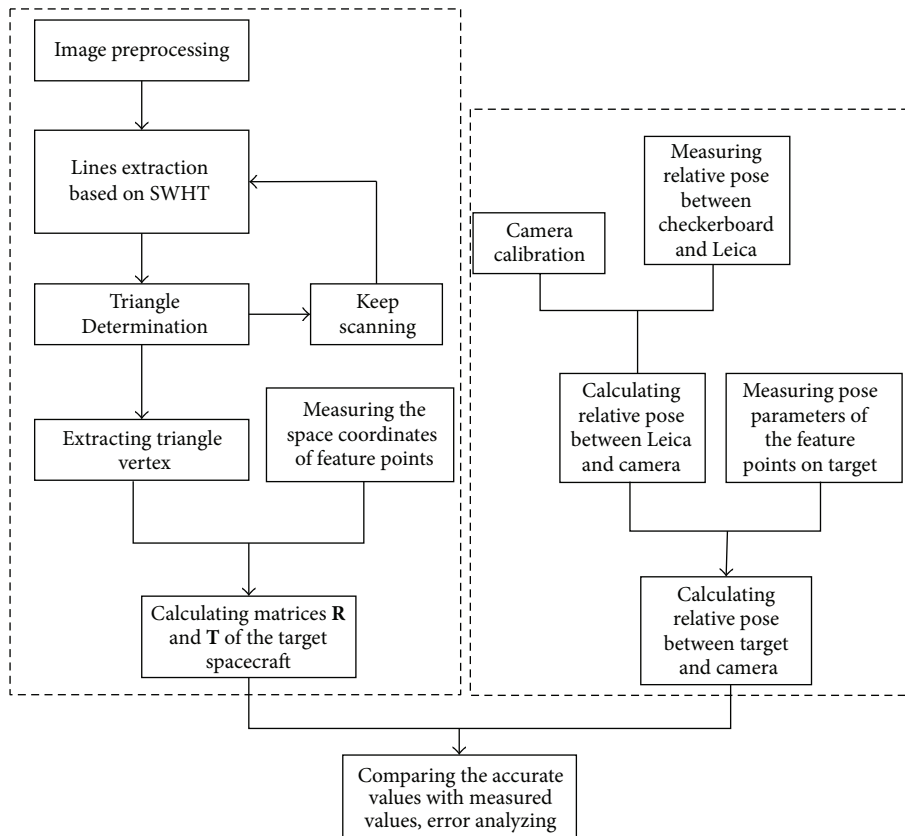 Image preprocessing
Lines extraction
based on SWHT
Triangle
Determination
Keep
scanning
Extracting triangle
vertex
Measuring the
space coordinates
of feature points
Calculating matrices R
and T of the target
spacecraft
Camera
calibration
Measuring
relative pose
between
checkerboard
and Leica
Calculating
relative pose
between Leica
and camera
Measuring pose
parameters of
the feature
points on target
Calculating
relative pose
between target
and camera
Comparing the accurate
values with measured
values, error analyzing